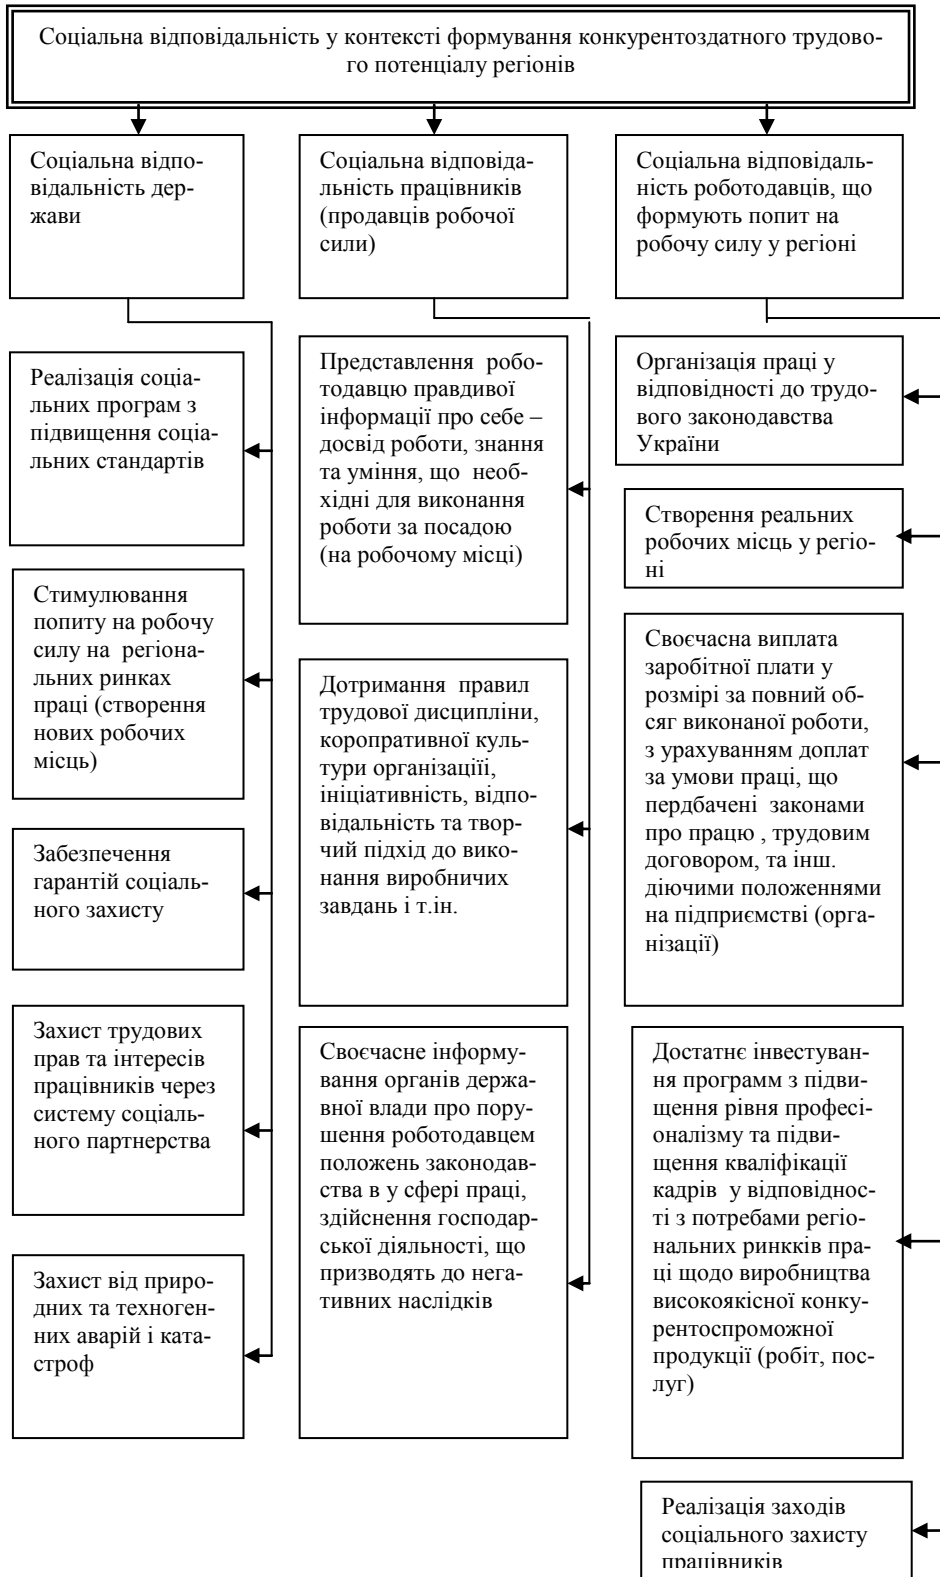 Соціальна відповідальність у контексті формування конкурентоздатного трудово-
го потенціалу регіонів
Соціальна відпо-
відальність дер-
жави
Соціальна відповіда-
льність працівників
(продавців робочої
сили)
Соціальна відповідаль-
ність роботодавців, що
формують попит на
робочу силу у регіоні
Реалізація соціа-
льних програм з
підвищення соці-
альних стандартів
Стимулювання
попиту на робочу
силу на регіона-
льних ринках
праці (створення
нових робочих
місць)
Забезпечення
гарантій соціаль-
ного захисту
Захист трудових
прав та інтересів
працівників через
систему соціаль-
ного партнерства
Захист від приро-
дних та техноген-
них аварій і ката-
строф
Представлення робо-
тодавцю правдивої
інформації про себе –
досвід роботи, знання
та уміння, що необ-
хідні для виконання
роботи за посадою
(на робочому місці)
Дотримання правил
трудової дисципліни,
коропративної куль-
тури організаціїі,
ініціативність, відпо-
відальність та твор-
чий підхід до вико-
нання виробничих
завдань і т.ін.
Своєчасне інформу-
вання органів держа-
вної влади про пору-
шення роботодавцем
положень законодав-
ства в у сфері праці,
здійснення господар-
ської діяльності, що
призводять до нега-
тивних наслідків
Організація праці у
відповідності до трудо-
вого законодавства
України
Створення реальних
робочих місць у регіо-
ні
Своєчасна виплата
заробітної плати у
розмірі за повний об-
сяг виконаної роботи,
з урахуванням доплат
за умови праці, що
пердбачені законами
про працю , трудовим
договором, та інш.
діючими положеннями
на підприємстві (орга-
нізації)
Достатнє інвестуван-
ня программ з підви-
щення рівня професі-
оналізму та підви-
щення кваліфікації
кадрів у відповіднос-
ті з потребами регіо-
нальних ринкків пра-
ці щодо виробництва
високоякісної конку-
рентоспроможної
продукції (робіт, пос-
луг)
Реалізація заходів
соціального захисту
працівників